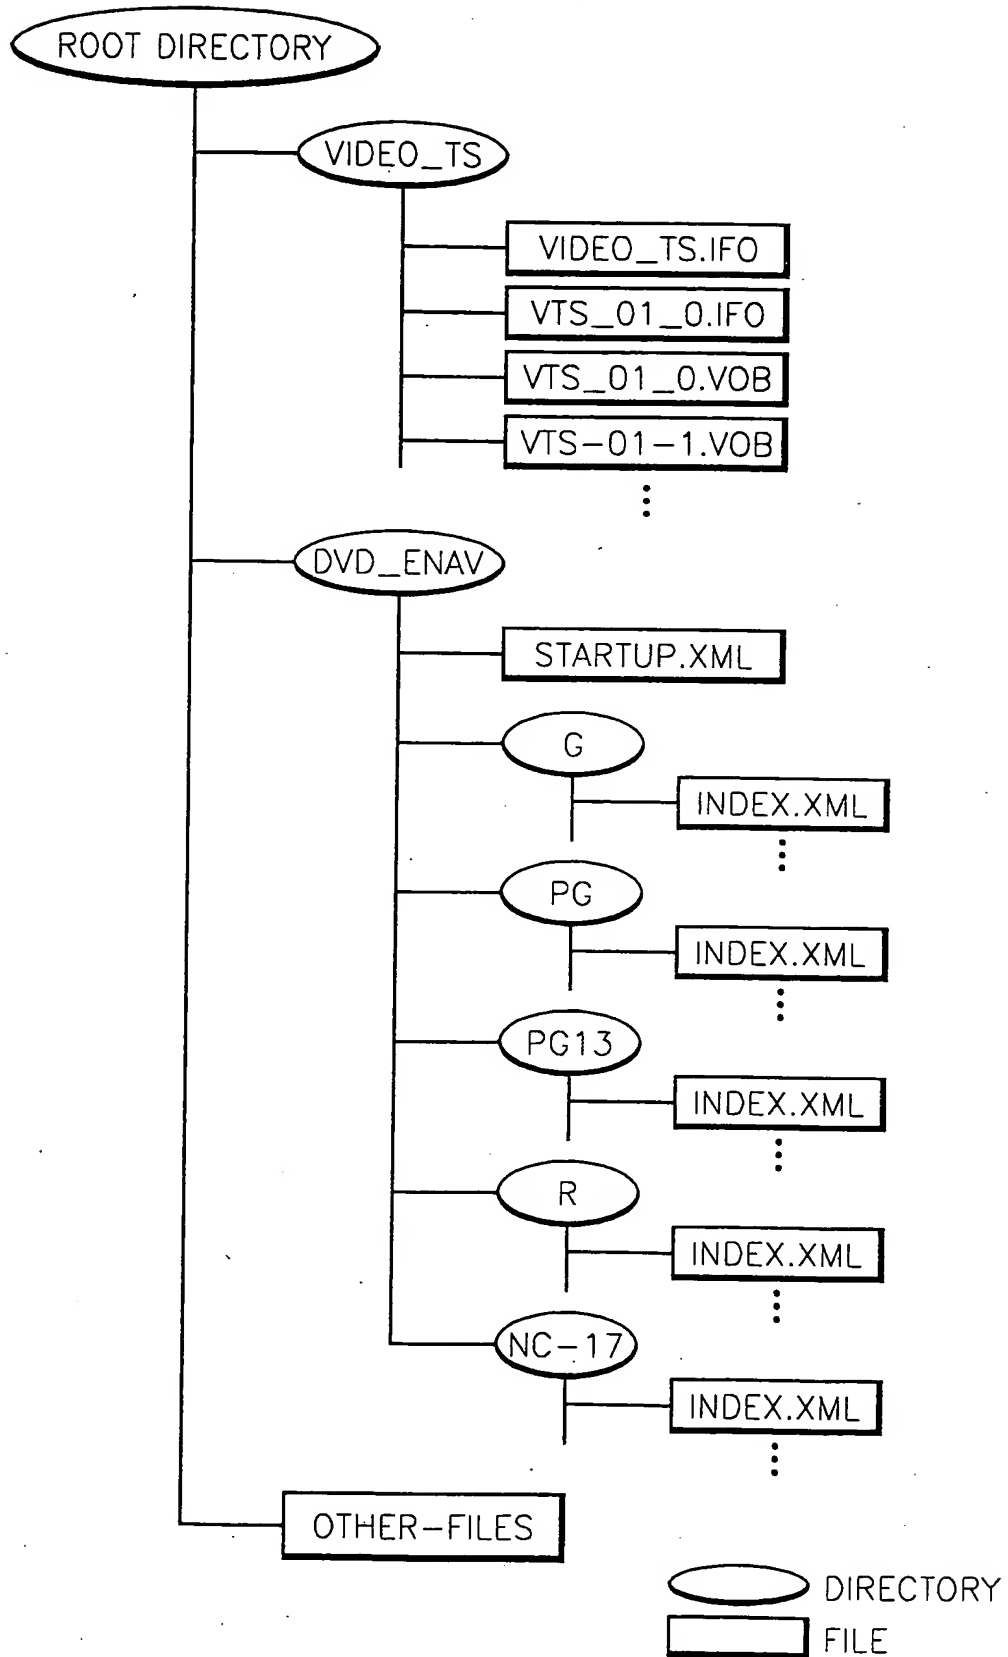 ROOT DIRECTORY
VIDEO_TS
VIDEO_TS.IFO
VTS_01_0.IFO
VTS_01_0.VOB
VTS-01-1.VOB
DVD_ENAV
STARTUP.XML
G
INDEX.XML
PG
INDEX.XML
PG13
INDEX.XML
R
INDEX.XML
NC-17
INDEX.XML
OTHER-FILES
DIRECTORY
FILE